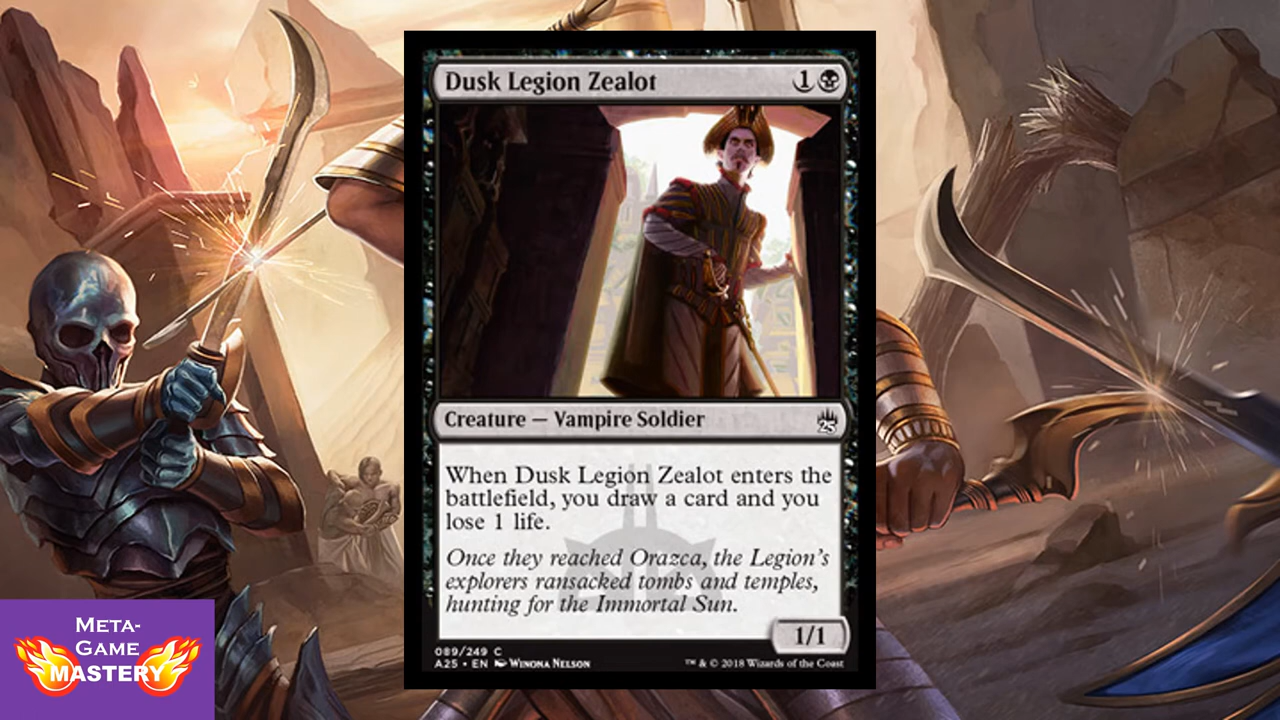 Dusk Legion Zealot 1
Creature — Vampire Soldier
25
When Dusk Legion Zealot enters the
battlefield, you draw a card and you
lose 1 life.
Once they reached Orazca, the Legion's
explorers ransacked tombs and temples,
hunting for the Immortal Sun.
1/1
089/249 C
A25 • EN Winona Nelson
™ & © 2018 Wizards of the Coast
Meta-
Game
Mastery